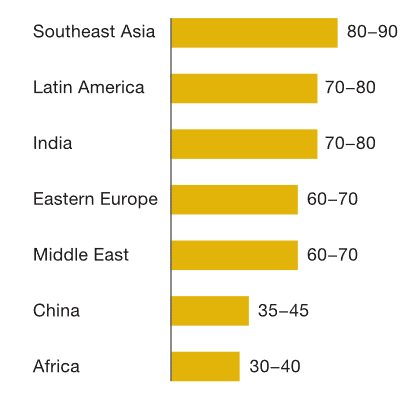 Southeast Asia 80–90
Latin America 70–80
India 70–80
Eastern Europe 60–70
Middle East 60–70
China 35–45
Africa 30–40